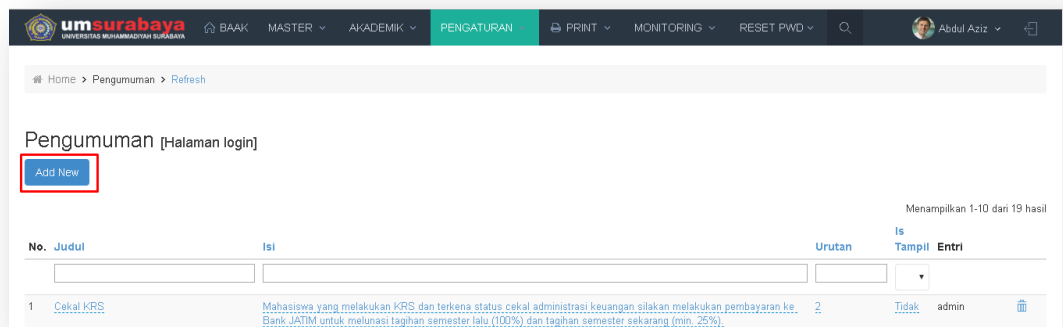 umsurabaya
UNIVERSITAS MUHAMMADIYAH SURABAYA
BAAK MASTER AKADEMIK PENGATURAN PRINT MONITORING RESET PWD Abdul Aziz
Home > Pengumuman > Refresh
Pengumuman [Halaman login]
Add New
Menampilkan 1-10 dari 19 hasil
No. Judul Isi Urutan Is Tampil Entri
1 Cekal KRS Mahasiswa yang melakukan KRS dan terkena status cekal administrasi keuangan silakan melakukan pembayaran ke 2 Tidak admin
Bank JATIM untuk melunasi tagihan semester lalu (100%) dan tagihan semester sekarang (min. 25%).